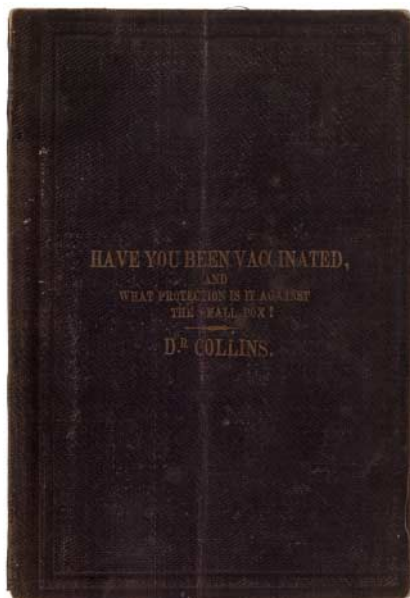 HAVE YOU BEEN VACCINATED,
AND
WHAT PROTECTION IS IT AGAINST
THE SMALL POX?
DR COLLINS.